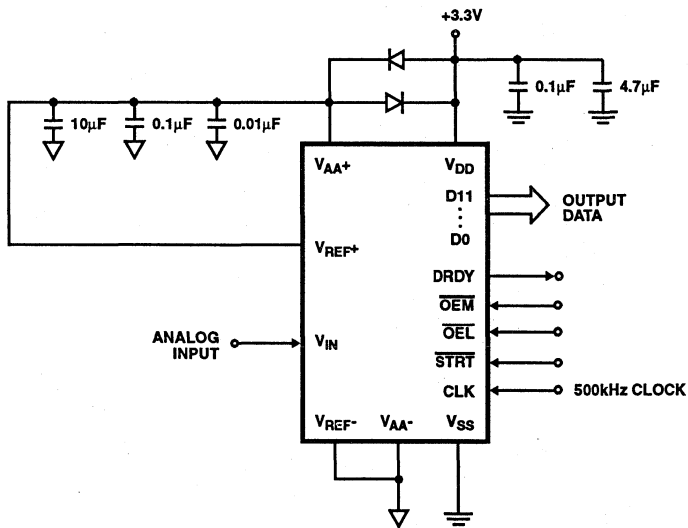 +3.3V
10µF
0.1µF
0.01µF
0.1µF
4.7µF
VAA+
VDD
D11
D0
OUTPUT
DATA
VREF+
DRDY
OEM
OEL
ANALOG
INPUT
VIN
STRT
CLK
500kHz CLOCK
VREF-
VAA-
VSS